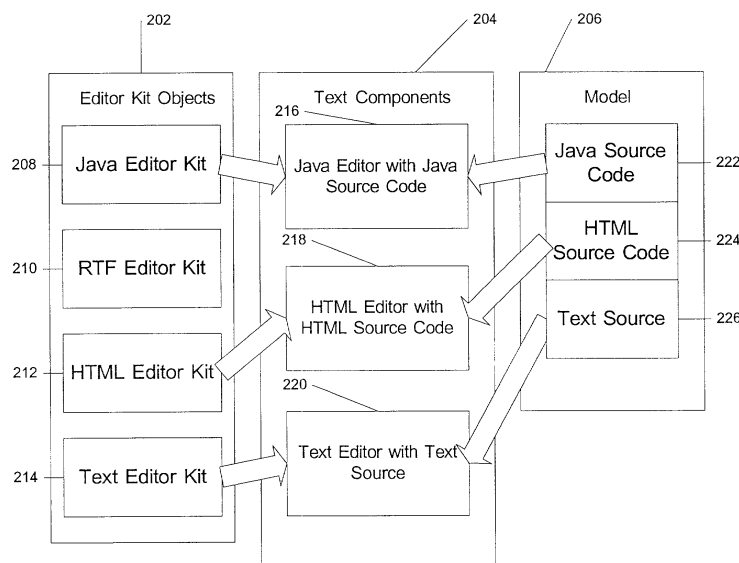 202
204
206
Editor Kit Objects
Text Components
Model
216
208
Java Editor Kit
Java Editor with Java
Source Code
Java Source
Code
222
218
210
RTF Editor Kit
HTML
Source Code
224
HTML Editor with
HTML Source Code
Text Source
226
212
HTML Editor Kit
220
214
Text Editor Kit
Text Editor with Text
Source